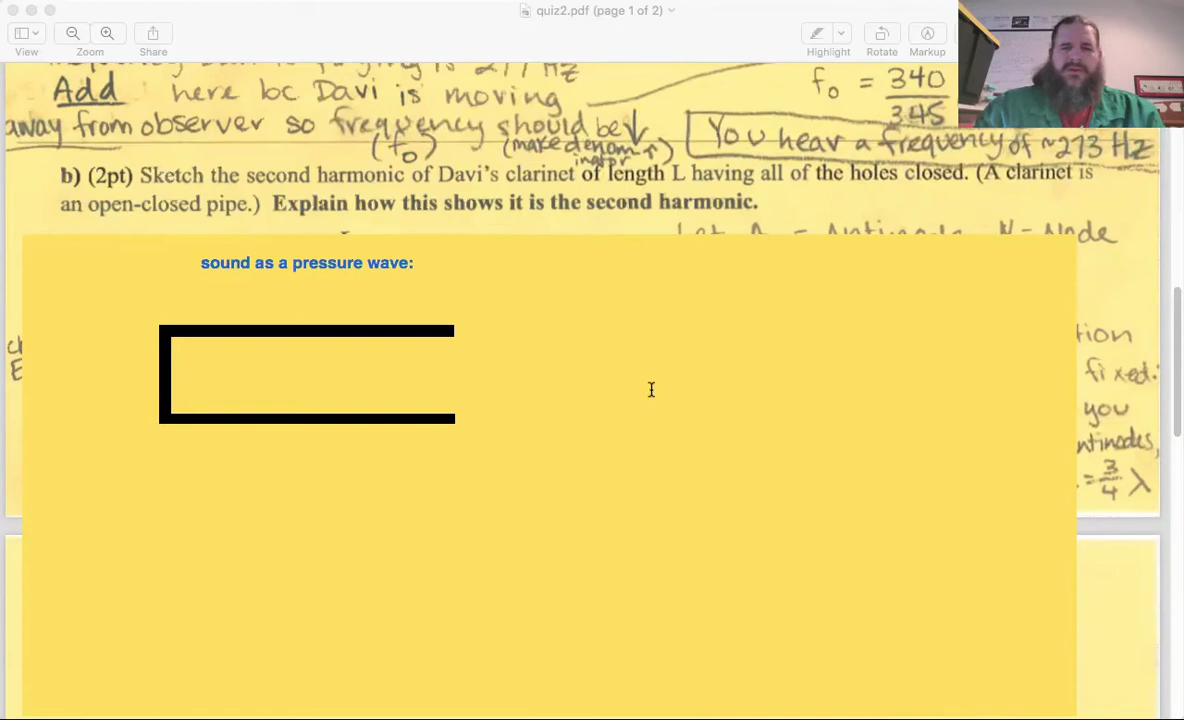 quiz2.pdf (page 1 of 2)
View
Zoom
Share
Highlight
Rotate
Markup
is 277 Hz
Add here bc Davi is moving
away from observer so frequency should be ↓
(f₀) (make denom-
inator ↑)
f₀ = 340
345
You hear a frequency of ~273 Hz
b) (2pt) Sketch the second harmonic of Davi's clarinet of length L having all of the holes closed. (A clarinet is
an open-closed pipe.) Explain how this shows it is the second harmonic.
Let A = Antinode N = Node
sound as a pressure wave:
tion
fixed:
you
ntinodes,
= 3/4 λ